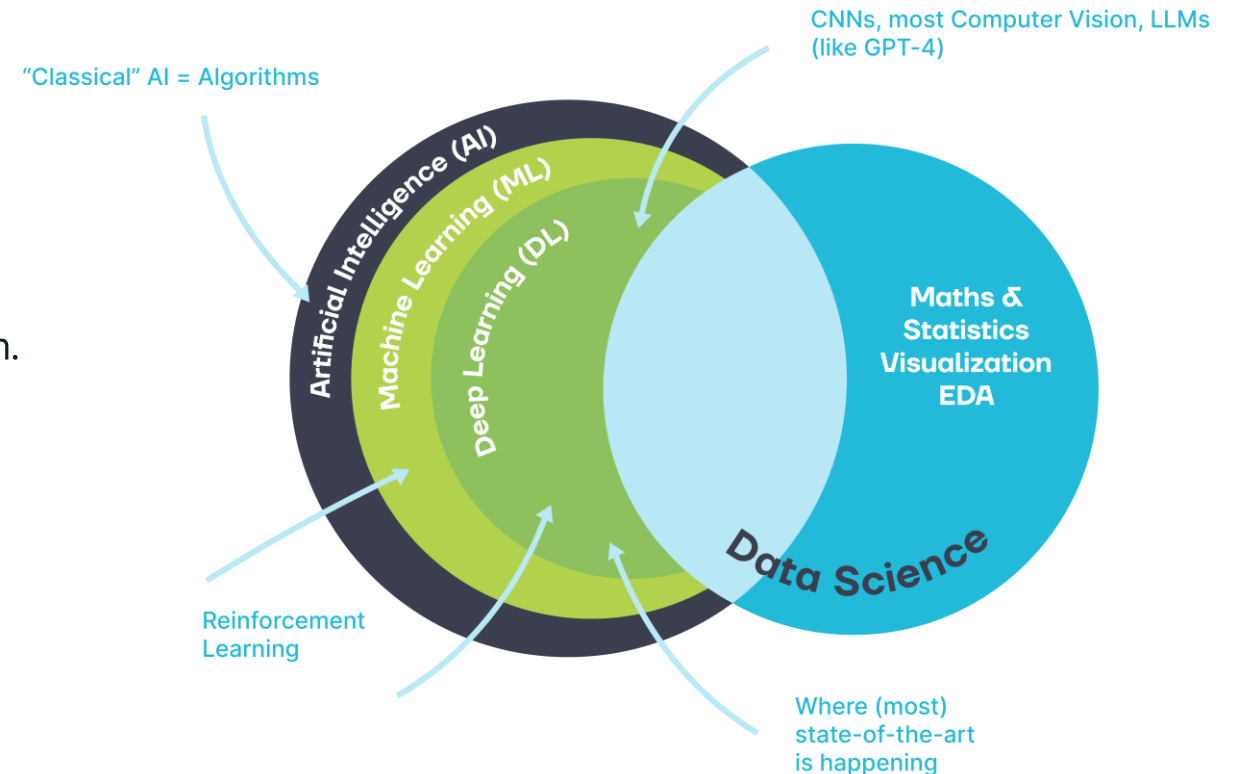 CNNs, most Computer Vision, LLMs
(like GPT-4)
“Classical” AI = Algorithms
Artificial Intelligence (AI)
Machine Learning (ML)
Deep Learning (DL)
Maths &
Statistics
Visualization
EDA
n.
Data Science
Reinforcement
Learning
Where (most)
state-of-the-art
is happening